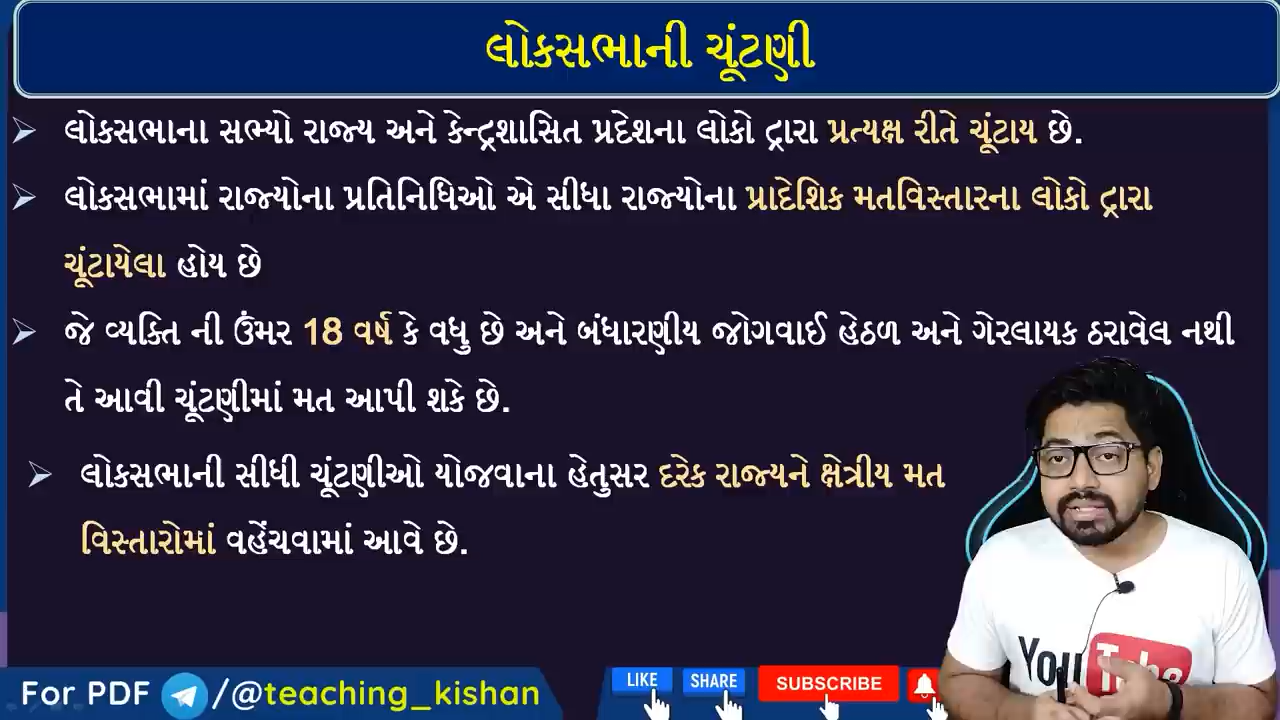 લોકસભાની ચૂંટણી
લોકસભાના સભ્યો રાજ્ય અને કેન્દ્રશાસિત પ્રદેશના લોકો દ્વારા પ્રત્યક્ષ રીતે ચૂંટાય છે.
લોકસભામાં રાજ્યોના પ્રતિનિધિઓ એ સીધા રાજ્યોના પ્રાદેશિક મતવિસ્તારના લોકો દ્વારા
ચૂંટાયેલા હોય છે
જે વ્યક્તિ ની ઉંમર 18 વર્ષ કે વધુ છે અને બંધારણીય જોગવાઈ હેઠળ અને ગેરલાયક ઠરાવેલ નથી
તે આવી ચૂંટણીમાં મત આપી શકે છે.
લોકસભાની સીધી ચૂંટણીઓ યોજવાના હેતુસર દરેક રાજ્યને ક્ષેત્રીય મત
વિસ્તારોમાં વહેંચવામાં આવે છે.
YouTube
For PDF /@teaching_kishan
LIKE SHARE SUBSCRIBE